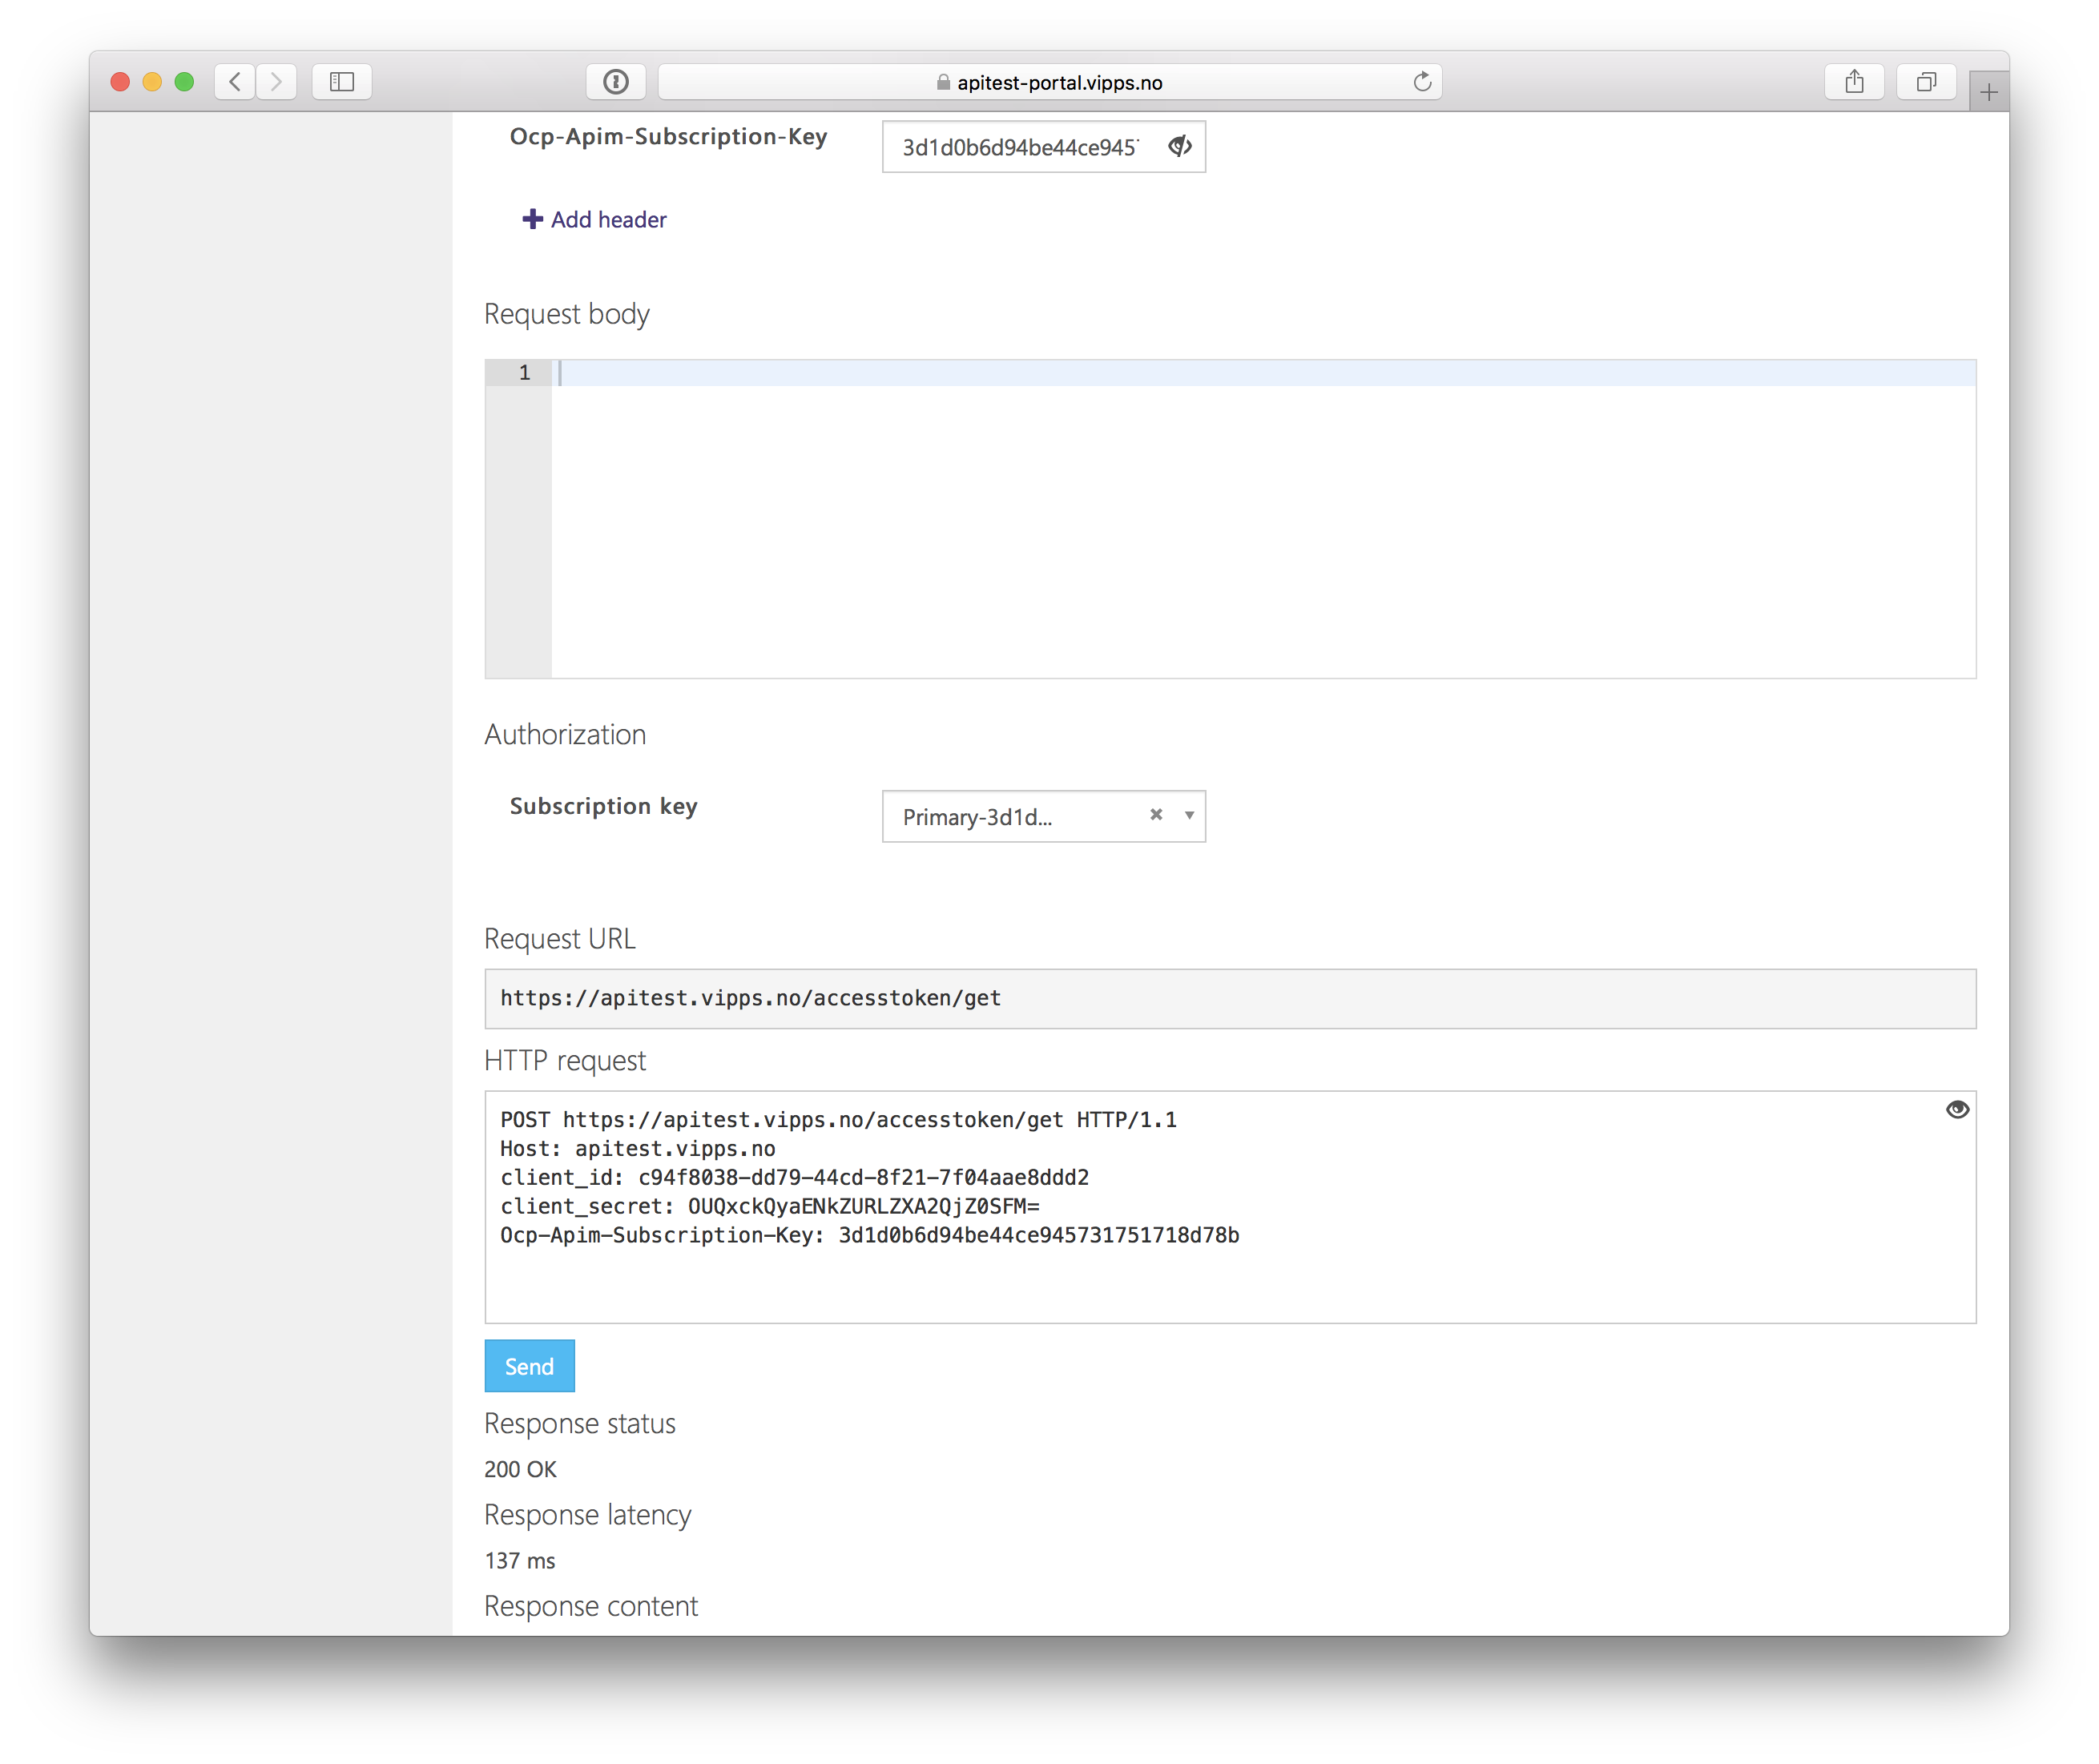 apitest-portal.vipps.no
Ocp-Apim-Subscription-Key
3d1d0b6d94be44ce945
Add header
Request body
1
Authorization
Subscription key
Primary-3d1d...
Request URL
https://apitest.vipps.no/accesstoken/get
HTTP request
POST https://apitest.vipps.no/accesstoken/get HTTP/1.1
Host: apitest.vipps.no
client_id: c94f8038-dd79-44cd-8f21-7f04aae8ddd2
client_secret: OUQxckQyaENkZURLZXA2QjZ0SFM=
Ocp-Apim-Subscription-Key: 3d1d0b6d94be44ce945731751718d78b
Send
Response status
200 OK
Response latency
137 ms
Response content